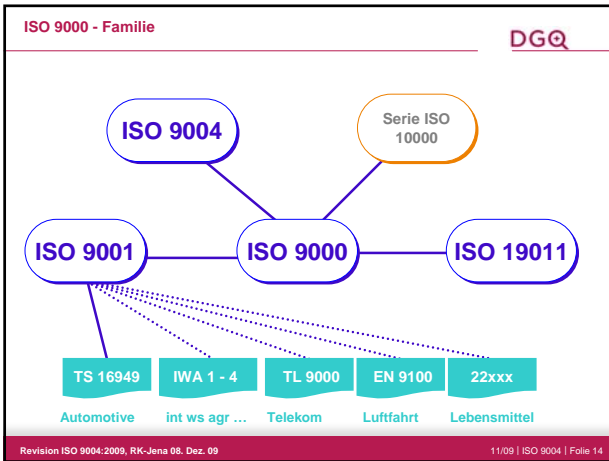 ISO 9000 - Familie
DGQ
ISO 9004
Serie ISO
10000
ISO 9001
ISO 9000
ISO 19011
TS 16949
IWA 1 - 4
TL 9000
EN 9100
22xxx
Automotive
int ws agr ...
Telekom
Luftfahrt
Lebensmittel
Revision ISO 9004:2009, RK-Jena 08. Dez. 09
11/09 | ISO 9004 | Folie 14